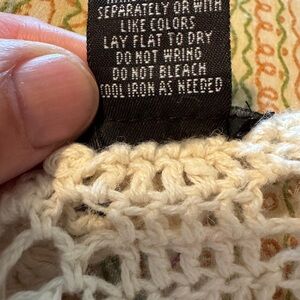 SEPARATELY OR WITH
LIKE COLORS
LAY FLAT TO DRY
DO NOT WRING
DO NOT BLEACH
COOL IRON AS NEEDED